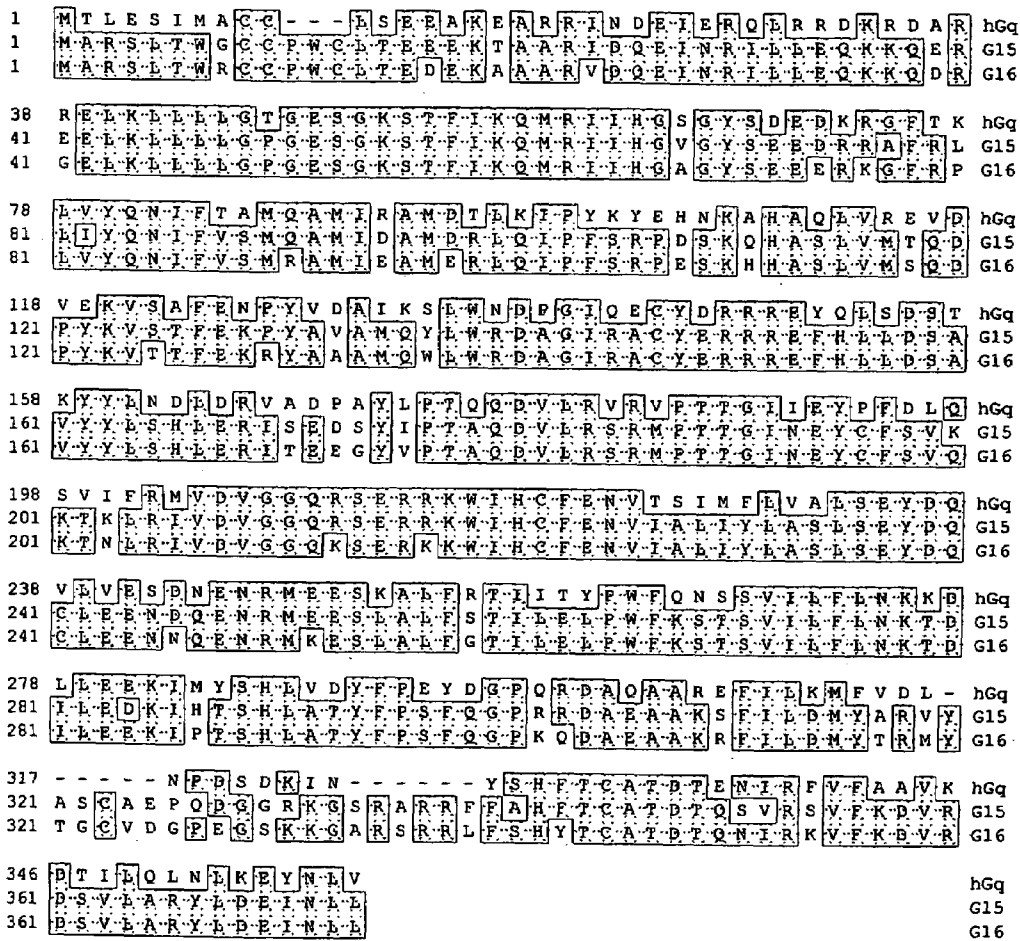 1 M T L E S I M A C C - - - L S E E A K E A R R I N D E I E R Q L R R D K R D A R hGq
1 M A R S L T W G C C P W C L T E E E K T A A R I D Q E I N R I L L E Q K K Q E R G15
1 M A R S L T W R C C P W C L T E D E K A A A R V D Q E I N R I L L E Q K K Q D R G16
38 R E L K L L L L G T G E S G K S T F I K Q M R I I H G S G Y S D E D K R G F T K hGq
41 E E L K L L L L G P G E S G K S T F I K Q M R I I H G V G Y S E E D R R A F R L G15
41 G E L K L L L L G P G E S G K S T F I K Q M R I I H G A G Y S E E E R K G F R P G16
78 L V Y Q N I F T A M Q A M I R A M D T L K I P Y K Y E H N K A H A Q L V R E V D hGq
81 L I Y Q N I F V S M Q A M I D A M D R L Q I P F S R P D S K Q H A S L V M T Q D G15
81 L V Y Q N I F V S M R A M I E A M E R L Q I P F S R P E S K H H A S L V M S Q D G16
118 V E K V S A F E N P Y V D A I K S L W N D P G I Q E C Y D R R R E Y Q L S D S T hGq
121 P Y K V S T F E K P Y A V A M Q Y L W R D A G I R A C Y E R R R E F H L L D S A G15
121 P Y K V T T F E K R Y A A A M Q W L W R D A G I R A C Y E R R R E F H L L D S A G16
158 K Y Y L N D L D R V A D P A Y L P T Q Q D V L R V R V P T T G I I E Y P F D L Q hGq
161 V Y Y L S H L E R I S E D S Y I P T A Q D V L R S R M P T T G I N E Y C F S V K G15
161 V Y Y L S H L E R I T E E G Y V P T A Q D V L R S R M P T T G I N E Y C F S V Q G16
198 S V I F R M V D V G G Q R S E R R K W I H C F E N V T S I M F L V A L S E Y D Q hGq
201 K T K L R I V D V G G Q R S E R R K W I H C F E N V I A L I Y L A S L S E Y D Q G15
201 K T N L R I V D V G G Q K S E R K K W I H C F E N V I A L I Y L A S L S E Y D Q G16
238 V L V E S D N E N R M E E S K A L F R T I I T Y P W F Q N S S V I L F L N K K D hGq
241 C L E E N D Q E N R M E E S L A L F S T I L E L P W F K S T S V I L F L N K T D G15
241 C L E E N N Q E N R M K E S L A L F G T I L E L P W F K S T S V I L F L N K T D G16
278 L L E E K I M Y S H L V D Y F P E Y D G P Q R D A Q A A R E F I L K M F V D L - hGq
281 I L E D K I H T S H L A T Y F P S F Q G P R R D A E A A K S F I L D M Y A R V Y G15
281 I L E E K I P T S H L A T Y F P S F Q G P K Q D A E A A K R F I L D M Y T R M Y G16
317 - - - - - N P D S D K I N - - - - - - Y S H F T C A T D T E N I R F V F A A V K hGq
321 A S C A E P Q D G G R K G S R A R R F F A H F T C A T D T Q S V R S V F K D V R G15
321 T G C V D G P E G S K K G A R S R R L F S H Y T C A T D T Q N I R K V F K D V R G16
346 D T I L Q L N L K E Y N L V hGq
361 D S V L A R Y L D E I N L L G15
361 D S V L A R Y L D E I N L L G16